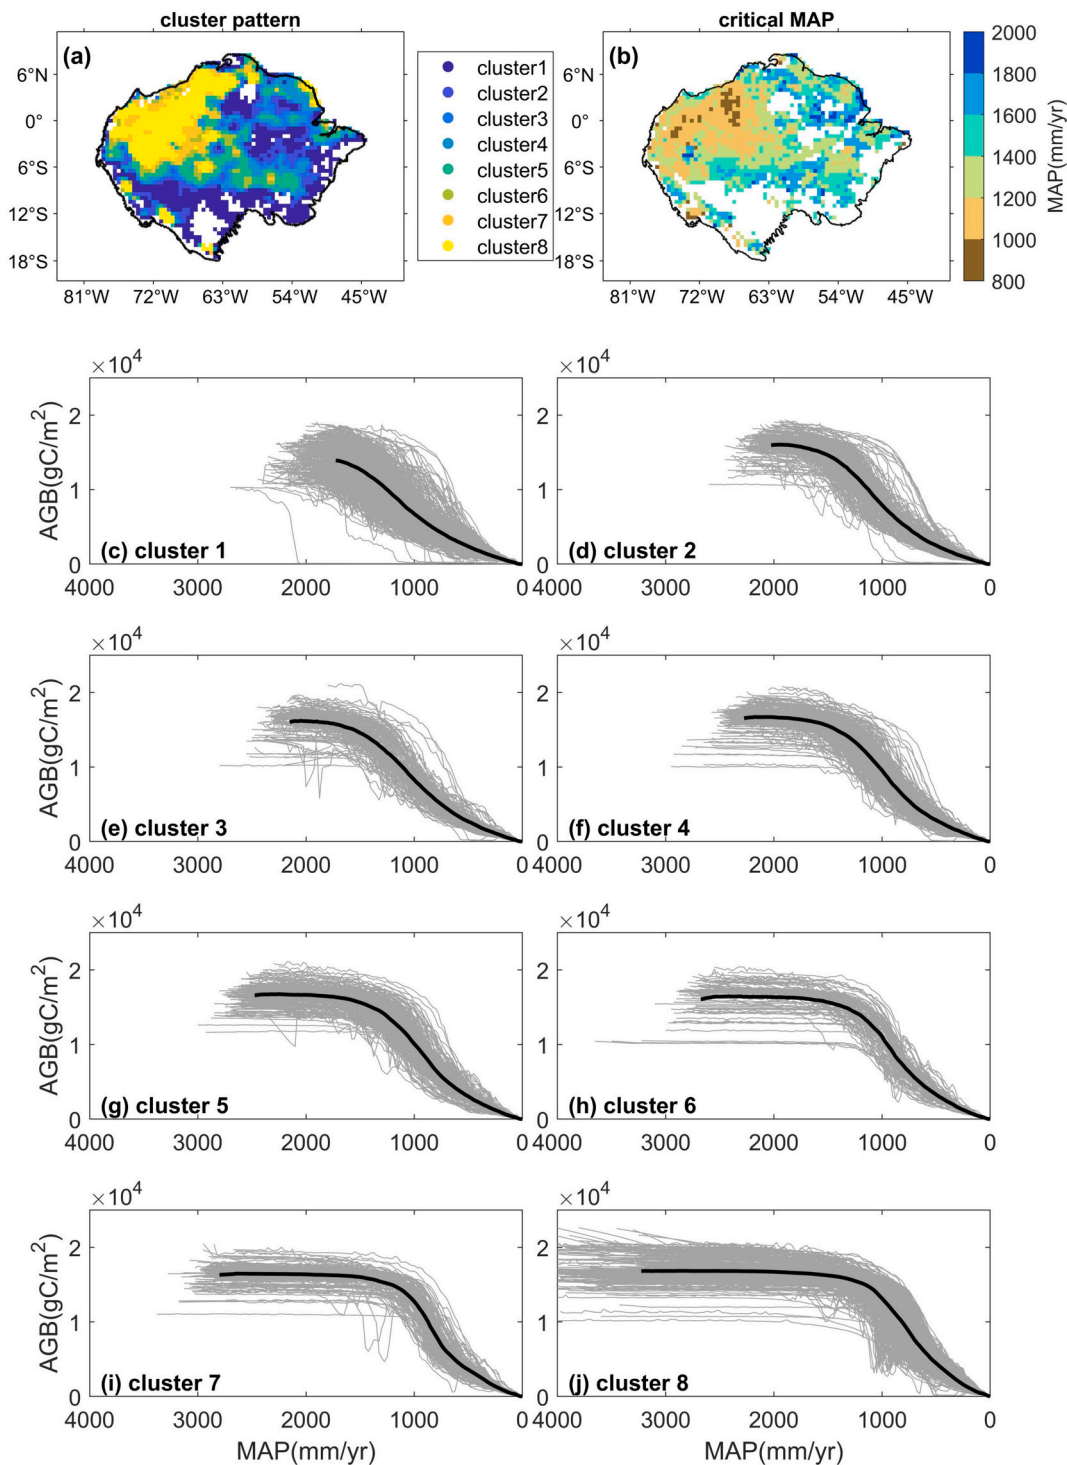 cluster pattern
critical MAP
(a)
6°N
0°
6°S
12°S
18°S
81°W 72°W 63°W 54°W 45°W
cluster1
cluster2
cluster3
cluster4
cluster5
cluster6
cluster7
cluster8
(b)
6°N
0°
6°S
12°S
18°S
81°W 72°W 63°W 54°W 45°W
2000
1800
1600
1400
1200
1000
800
MAP(mm/yr)
×10⁴
AGB(gC/m²)
2
1
0
(c) cluster 1
4000 3000 2000 1000 0
×10⁴
2
1
0
(d) cluster 2
4000 3000 2000 1000 0
×10⁴
AGB(gC/m²)
2
1
0
(e) cluster 3
4000 3000 2000 1000 0
×10⁴
2
1
0
(f) cluster 4
4000 3000 2000 1000 0
×10⁴
AGB(gC/m²)
2
1
0
(g) cluster 5
4000 3000 2000 1000 0
×10⁴
2
1
0
(h) cluster 6
4000 3000 2000 1000 0
×10⁴
AGB(gC/m²)
2
1
0
(i) cluster 7
4000 3000 2000 1000 0
MAP(mm/yr)
×10⁴
2
1
0
(j) cluster 8
4000 3000 2000 1000 0
MAP(mm/yr)